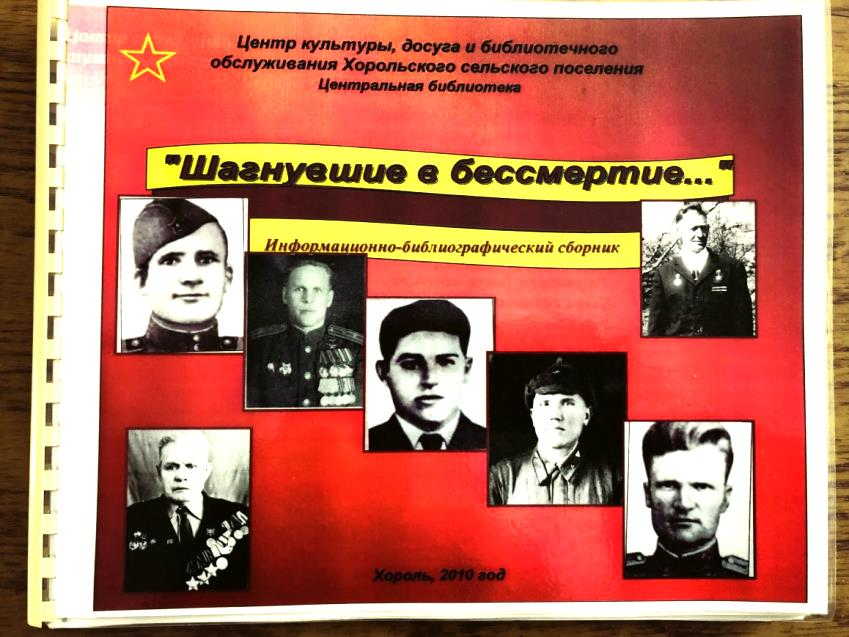 Центр культуры, досуга и библиотечного
обслуживания Хорольского сельского поселения
Центральная библиотека
"Шагнувшие в бессмертие..."
Информационно-библиографический сборник
Хороль, 2010 год